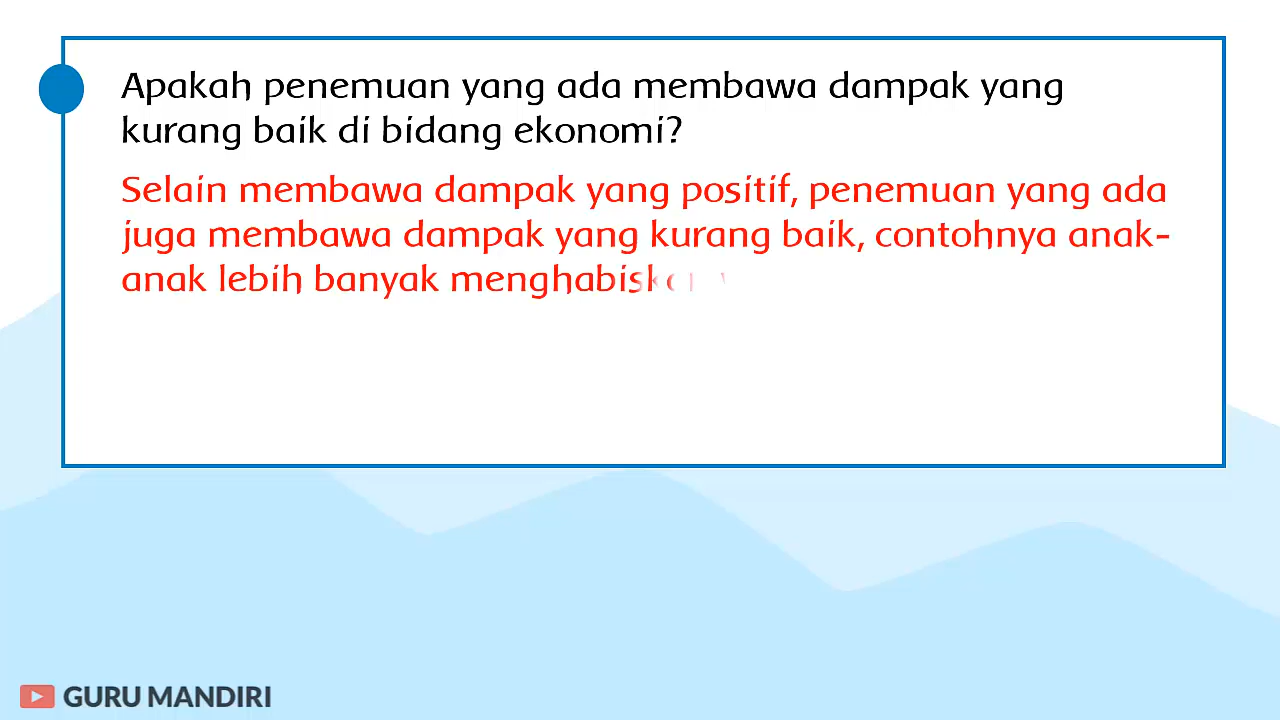 Apakah penemuan yang ada membawa dampak yang
kurang baik di bidang ekonomi?
Selain membawa dampak yang positif, penemuan yang ada
juga membawa dampak yang kurang baik, contohnya anak-
anak lebih banyak menghabiskan
GURU MANDIRI